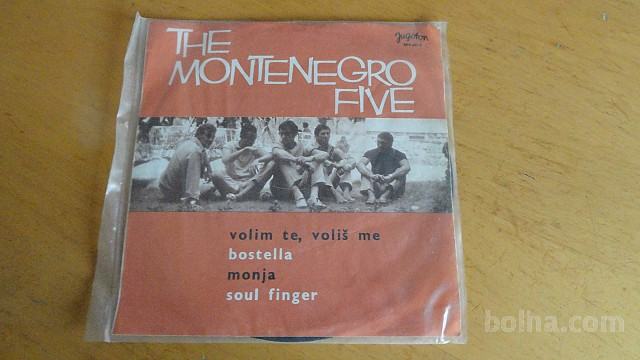 THE
MONTENEGRO
FIVE
Jugoton
volim te, voliš me
bostella
monja
soul finger
bolha.com